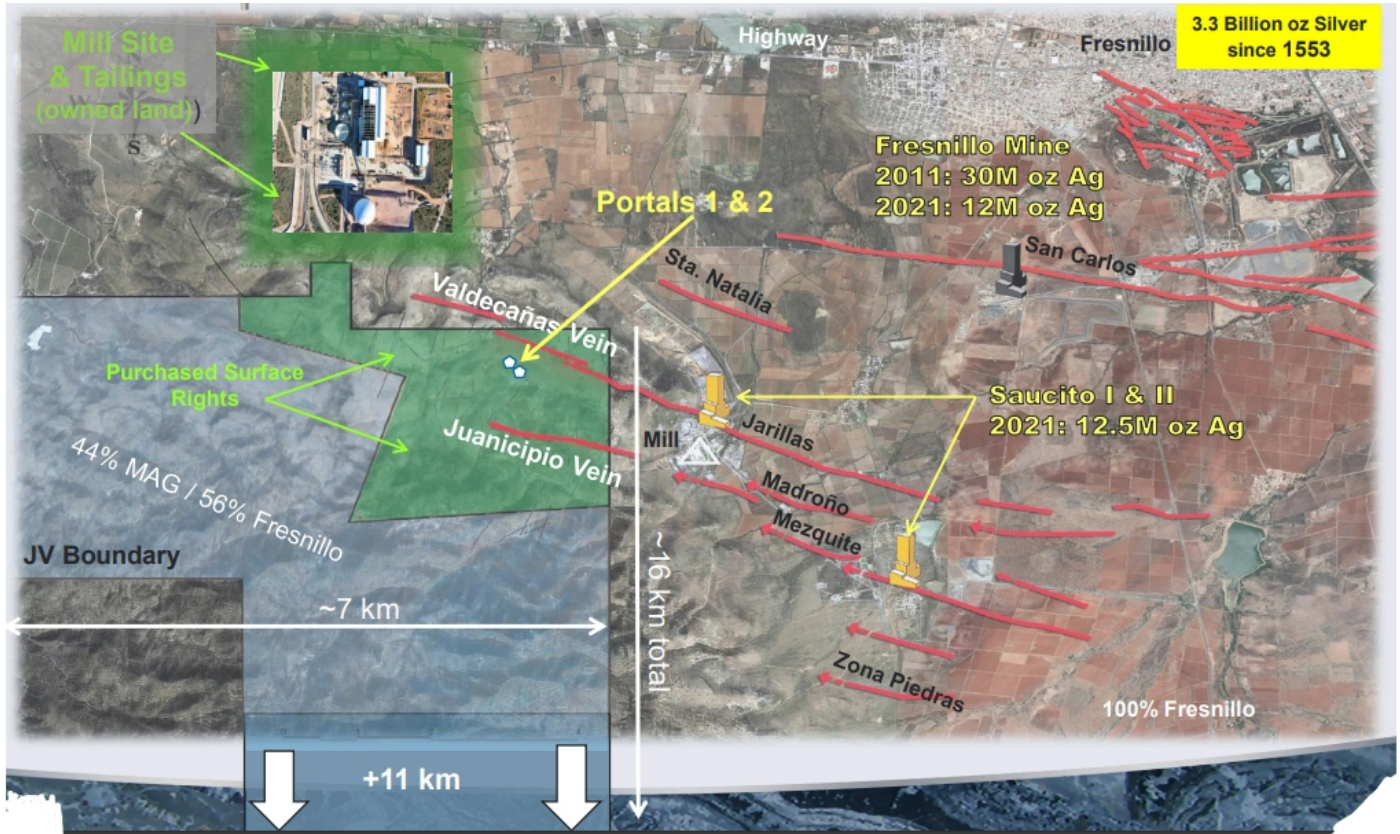 Mill Site
& Tailings
(owned land))
s
Highway
Fresnillo
3.3 Billion oz Silver
since 1553
Fresnillo Mine
2011: 30M oz Ag
2021: 12M oz Ag
Portals 1 & 2
San Carlos
Sta. Natalia
Valdecañas Vein
Purchased Surface
Rights
Juanicipio Vein
Saucito I & II
2021: 12.5M oz Ag
Mill
Jarillas
Madroño
Mezquite
44% MAG / 56% Fresnillo
JV Boundary
~7 km
~16 km total
Zona Piedras
100% Fresnillo
+11 km